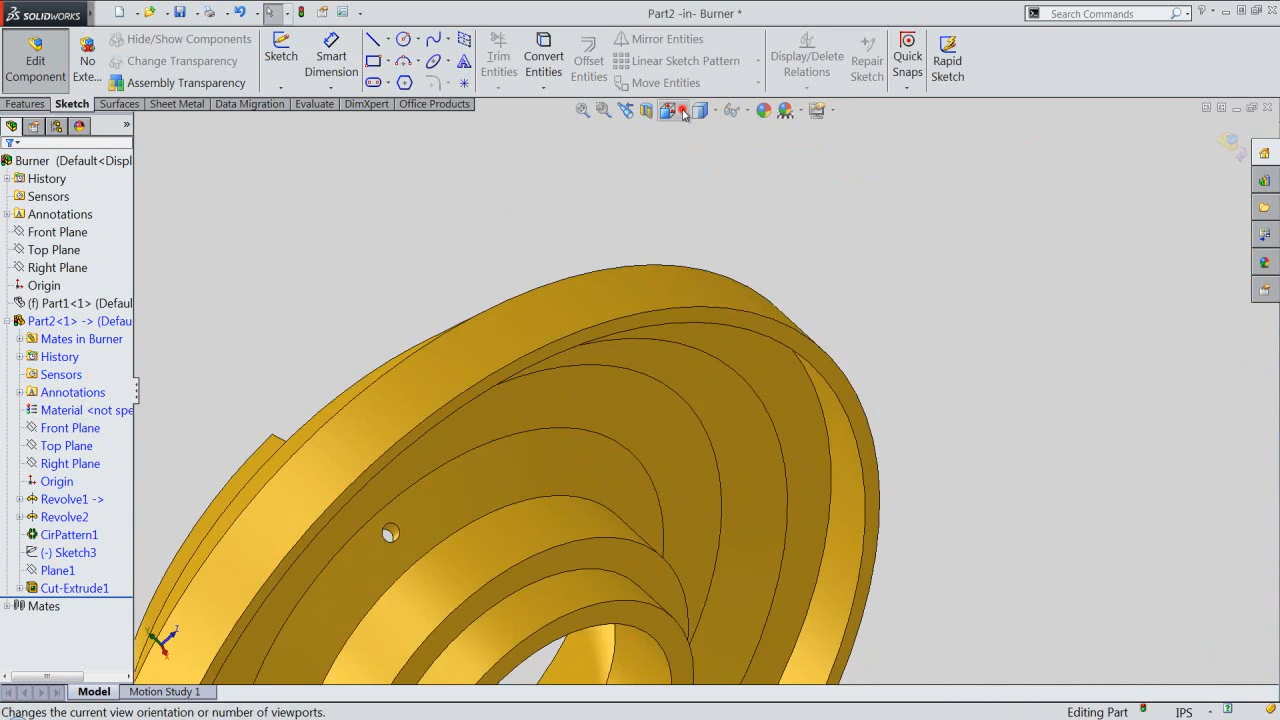 SOLIDWORKS
Part2 -in- Burner *
Search Commands
Edit Component
No Exte...
Hide/Show Components
Change Transparency
Assembly Transparency
Sketch
Smart Dimension
Trim Entities
Convert Entities
Offset Entities
Mirror Entities
Linear Sketch Pattern
Move Entities
Display/Delete Relations
Repair Sketch
Quick Snaps
Rapid Sketch
Features
Sketch
Surfaces
Sheet Metal
Data Migration
Evaluate
DimXpert
Office Products
Burner (Default<Displ
History
Sensors
Annotations
Front Plane
Top Plane
Right Plane
Origin
(f) Part1<1> (Defaul
Part2<1> -> (Defau
Mates in Burner
History
Sensors
Annotations
Material <not spe
Front Plane
Top Plane
Right Plane
Origin
Revolve1 ->
Revolve2
CirPattern1
(-) Sketch3
Plane1
Cut-Extrude1
Mates
Model
Motion Study 1
Changes the current view orientation or number of viewports.
Editing Part
IPS